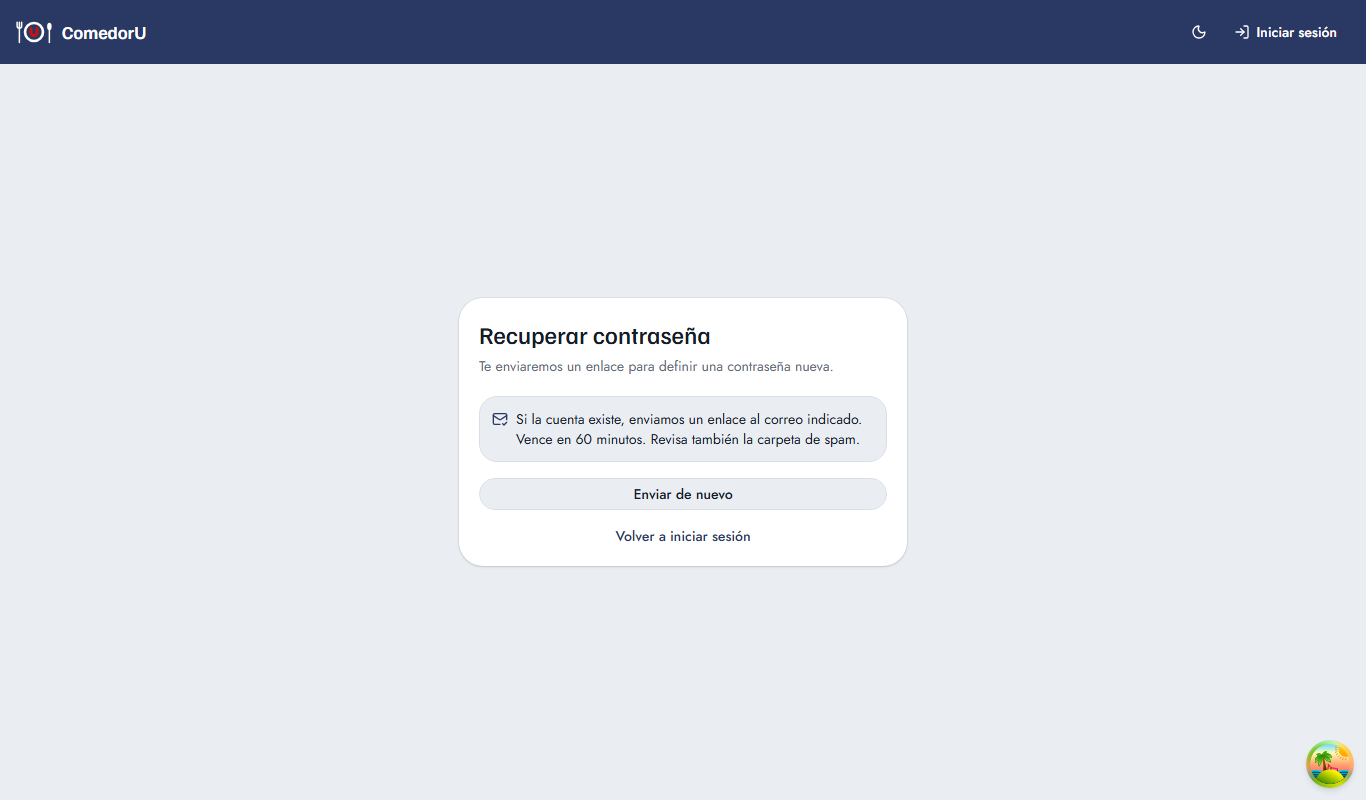 ComedorU
Iniciar sesión
Recuperar contraseña
Te enviaremos un enlace para definir una contraseña nueva.
Si la cuenta existe, enviamos un enlace al correo indicado.
Vence en 60 minutos. Revisa también la carpeta de spam.
Enviar de nuevo
Volver a iniciar sesión